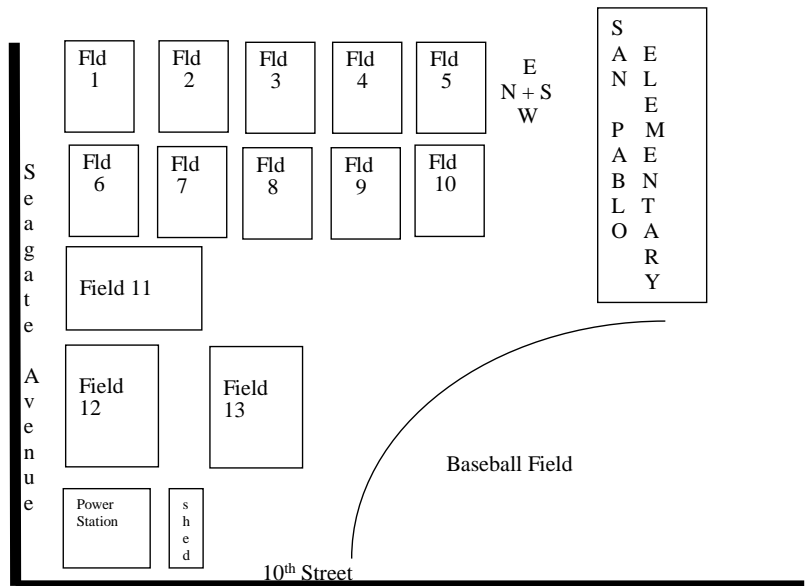 Fld
1
Fld
2
Fld
3
Fld
4
Fld
5
E
N + S
W
SAN PABLO
ELEMENTARY
Fld
6
Fld
7
Fld
8
Fld
9
Fld
10
Seagate Avenue
Field 11
Field
12
Field
13
Baseball Field
Power
Station
shed
10th Street